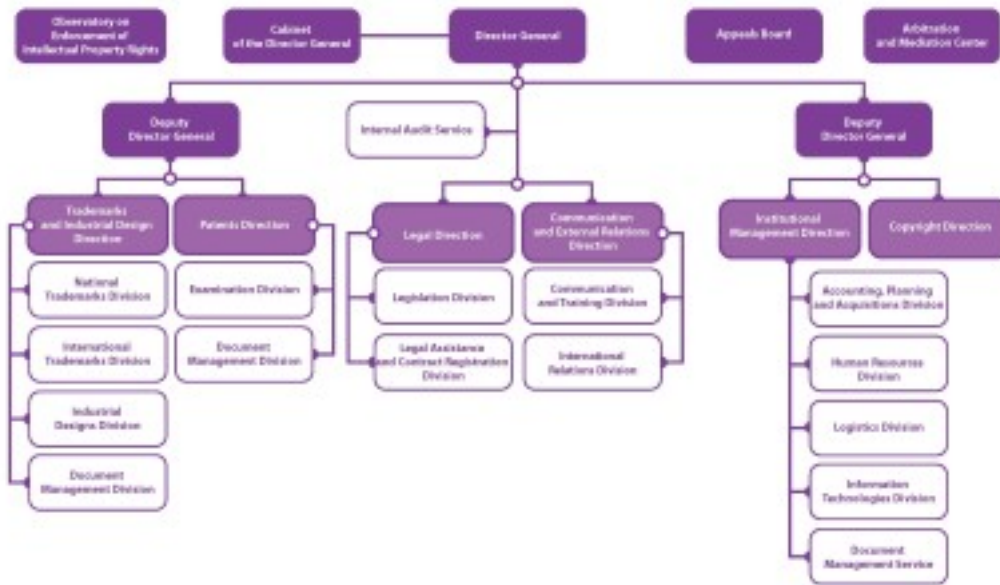 Observatory on
Enforcement of
Intellectual Property Rights
Cabinet
of the Director General
Director General
Appeals Board
Arbitration
and Mediation Center
Deputy
Director General
Internal Audit Service
Deputy
Director General
Trademarks
and Industrial Design
Direction
Patents Direction
Legal Direction
Communication
and External Relations
Direction
Institutional
Management Direction
Copyright Direction
National
Trademarks Division
Examination Division
Legislation Division
Communication
and Training Division
Accounting, Planning
and Acquisitions Division
International
Trademarks Division
Document
Management Division
Legal Assistance
and Contract Registration
Division
International
Relations Division
Human Resources
Division
Industrial
Designs Division
Logistics Division
Document
Management Division
Information
Technologies Division
Document
Management Service